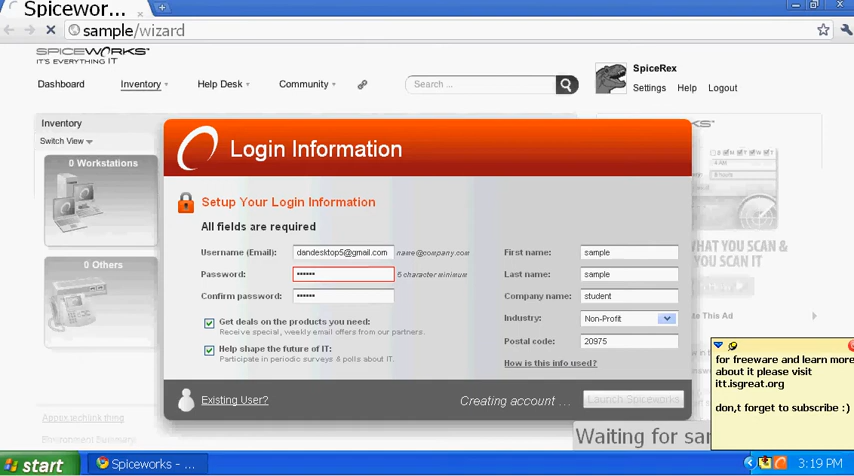 Spicewor...
sample/wizard
SPICEWORKS
IT'S EVERYTHING IT
Dashboard Inventory Help Desk Community Search ...
SpiceRex
Settings Help Logout
Inventory
Switch View
0 Workstations
0 Others
Login Information
Setup Your Login Information
All fields are required
Username (Email): dandesktop5@gmail.com name@company.com
Password: •••••• 5 character minimum
Confirm password: ••••••
Get deals on the products you need:
Receive special, weekly email offers from our partners.
Help shape the future of IT:
Participate in periodic surveys & polls about IT.
First name: sample
Last name: sample
Company name: student
Industry: Non-Profit
Postal code: 20975
How is this info used?
Existing User? Creating account ... Launch Spiceworks
WHAT YOU SCAN &
YOU SCAN IT
This Ad
for freeware and learn more
about it please visit
itt.isgreat.org
don,t forget to subscribe :)
Environment Summary
Waiting for sam
start Spiceworks - ... 3:19 PM